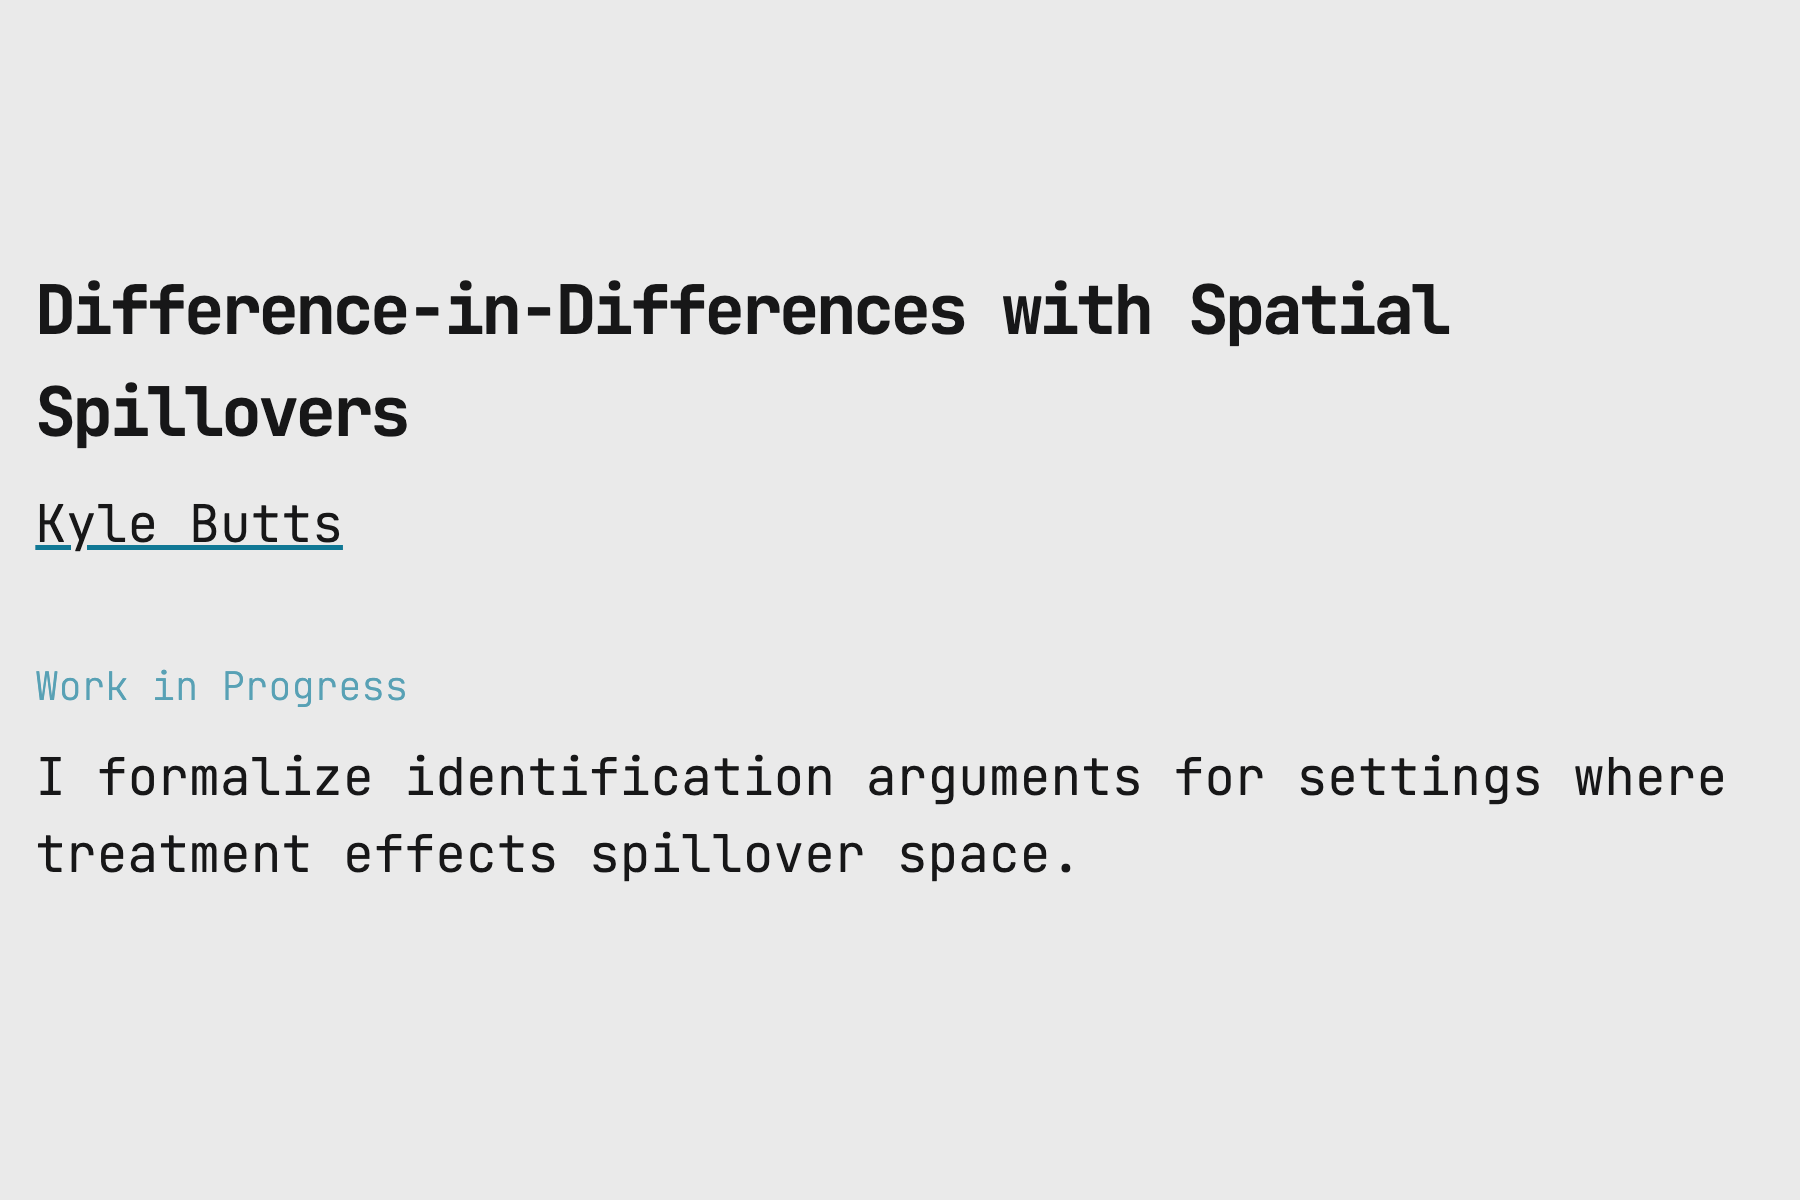 Difference-in-Differences with Spatial
Spillovers
Kyle Butts
Work in Progress
I formalize identification arguments for settings where
treatment effects spillover space.